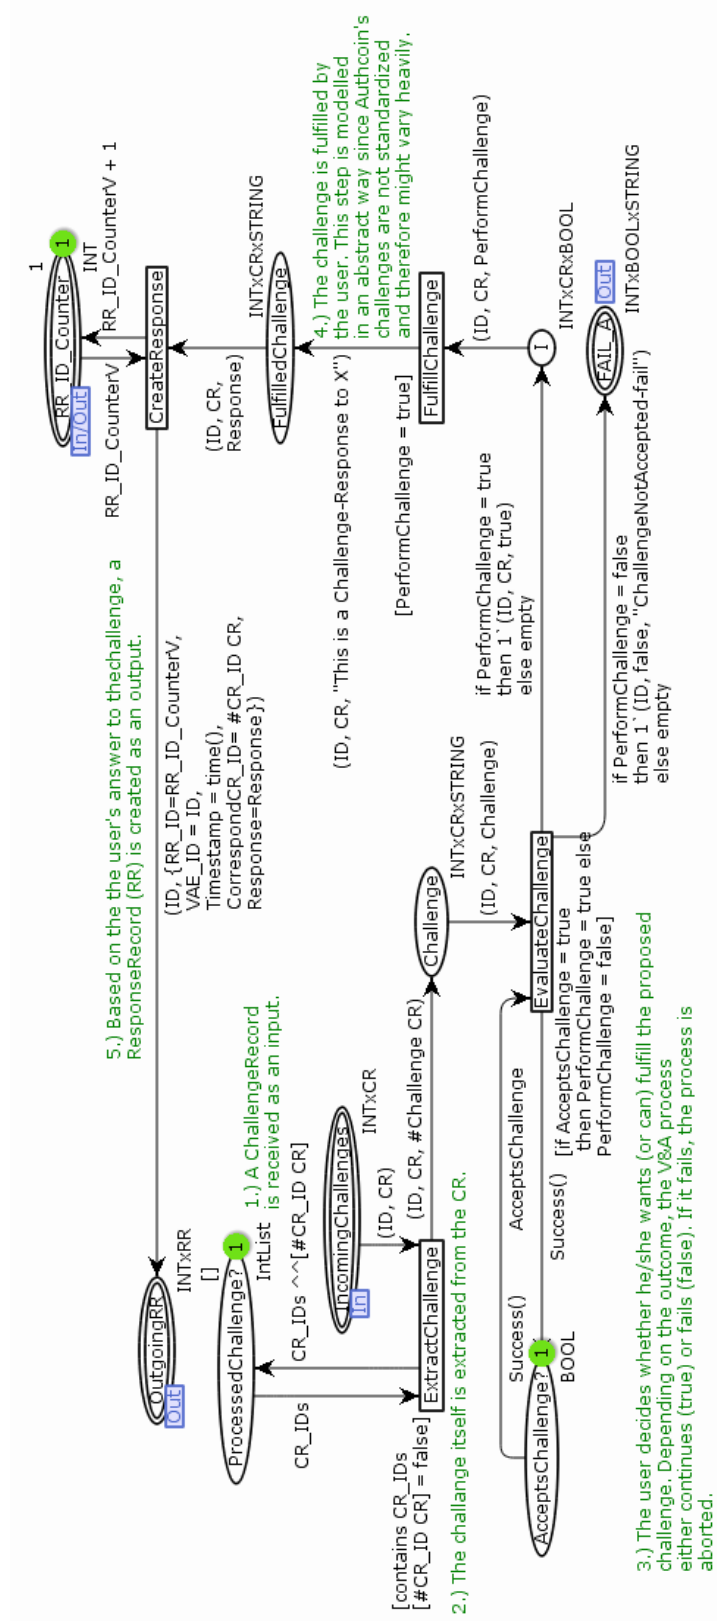 1
RR_ID_Counter
1
In/Out
INT
RR_ID_CounterV
RR_ID_CounterV + 1
5.) Based on the the user's answer to thechallenge, a
ResponseRecord (RR) is created as an output.
OutgoingRR
Out
INTxRR
(ID, {RR_ID=RR_ID_CounterV,
VAE_ID = ID,
Timestamp = time(),
CorrespondCR_ID= #CR_ID CR,
Response=Response})
CreateResponse
(ID, CR,
Response)
[]
ProcessedChallenge?
1
IntList
1.) A ChallengeRecord
is received as an input.
FulfilledChallenge
INTxCRxSTRING
CR_IDs
CR_IDs ^^[#CR_ID CR]
IncomingChallenges
In
INTxCR
(ID, CR)
(ID, CR, "This is a Challenge-Response to X")
4.) The challenge is fulfilled by
the user. This step is modelled
in an abstract way since Authcoin's
challenges are not standardized
and therefore might vary heavily.
[contains CR_IDs
[#CR_ID CR] = false]
ExtractChallenge
(ID, CR, #Challenge CR)
Challenge
INTxCRxSTRING
[PerformChallenge = true]
FulfillChallenge
2.) The challange itself is extracted from the CR.
(ID, CR, Challenge)
(ID, CR, PerformChallenge)
Success()
AcceptsChallenge
AcceptsChallenge?
1
BOOL
Success()
EvaluateChallenge
[if AcceptsChallenge = true
then PerformChallenge = true else
PerformChallenge = false]
if PerformChallenge = true
then 1`(ID, CR, true)
else empty
I
INTxCRxBOOL
FAIL_A
Out
INTxBOOLxSTRING
if PerformChallenge = false
then 1`(ID, false, "ChallengeNotAccepted-fail")
else empty
3.) The user decides whether he/she wants (or can) fulfill the proposed
challenge. Depending on the outcome, the V&A process
either continues (true) or fails (false). If it fails, the process is
aborted.